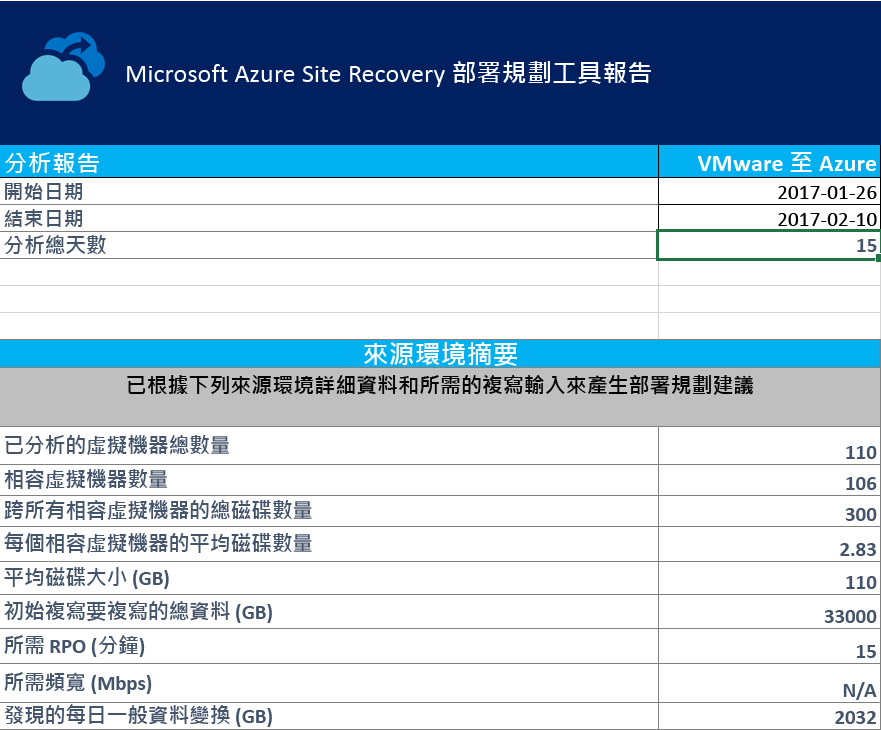 Microsoft Azure Site Recovery 部署規劃工具報告
分析報告 VMware 至 Azure
開始日期 2017-01-26
結束日期 2017-02-10
分析總天數 15
來源環境摘要
已根據下列來源環境詳細資料和所需的複寫輸入來產生部署規劃建議
已分析的虛擬機器總數量 110
相容虛擬機器數量 106
跨所有相容虛擬機器的總磁碟數量 300
每個相容虛擬機器的平均磁碟數量 2.83
平均磁碟大小 (GB) 110
初始複寫要複寫的總資料 (GB) 33000
所需 RPO (分鐘) 15
所需頻寬 (Mbps) N/A
發現的每日一般資料變換 (GB) 2032